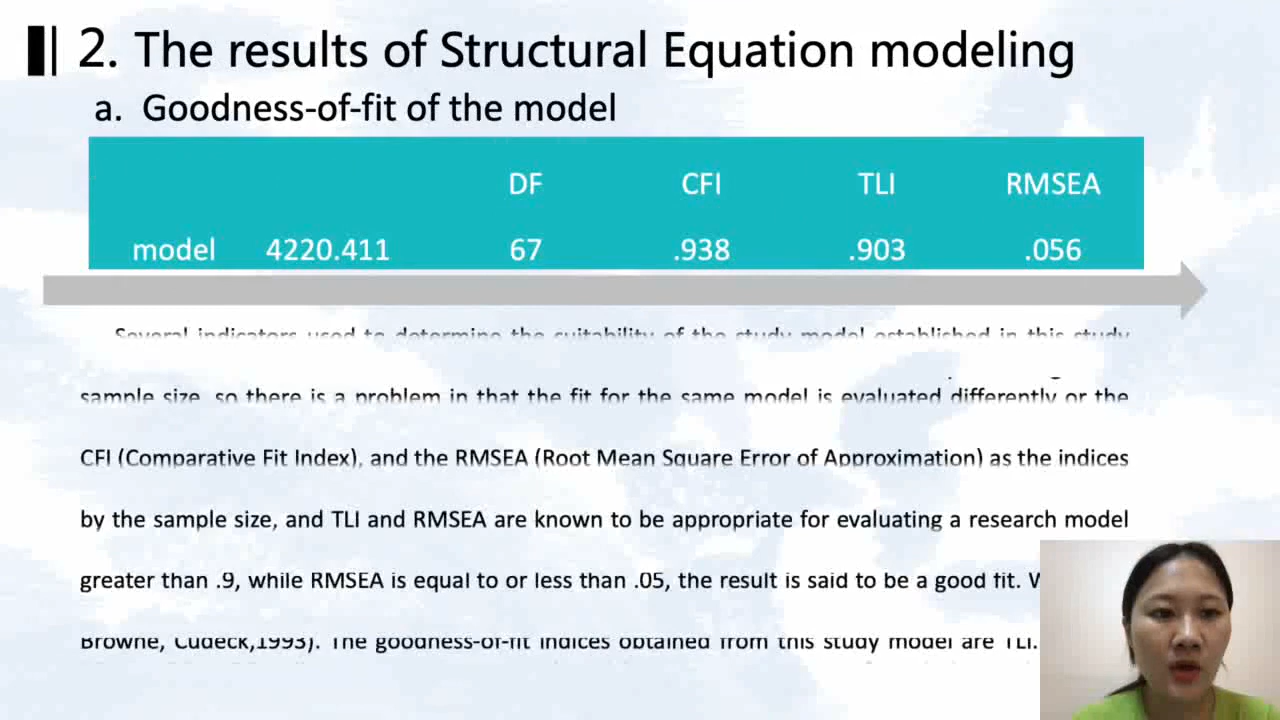 2. The results of Structural Equation modeling
a. Goodness-of-fit of the model
DF CFI TLI RMSEA
model 4220.411 67 .938 .903 .056
Several indicators used to determine the suitability of the study model established in this study
sample size, so there is a problem in that the fit for the same model is evaluated differently or the
CFI (Comparative Fit Index), and the RMSEA (Root Mean Square Error of Approximation) as the indices
by the sample size, and TLI and RMSEA are known to be appropriate for evaluating a research model
greater than .9, while RMSEA is equal to or less than .05, the result is said to be a good fit.
Browne, Cudeck,1993). The goodness-of-fit indices obtained from this study model are TLI.